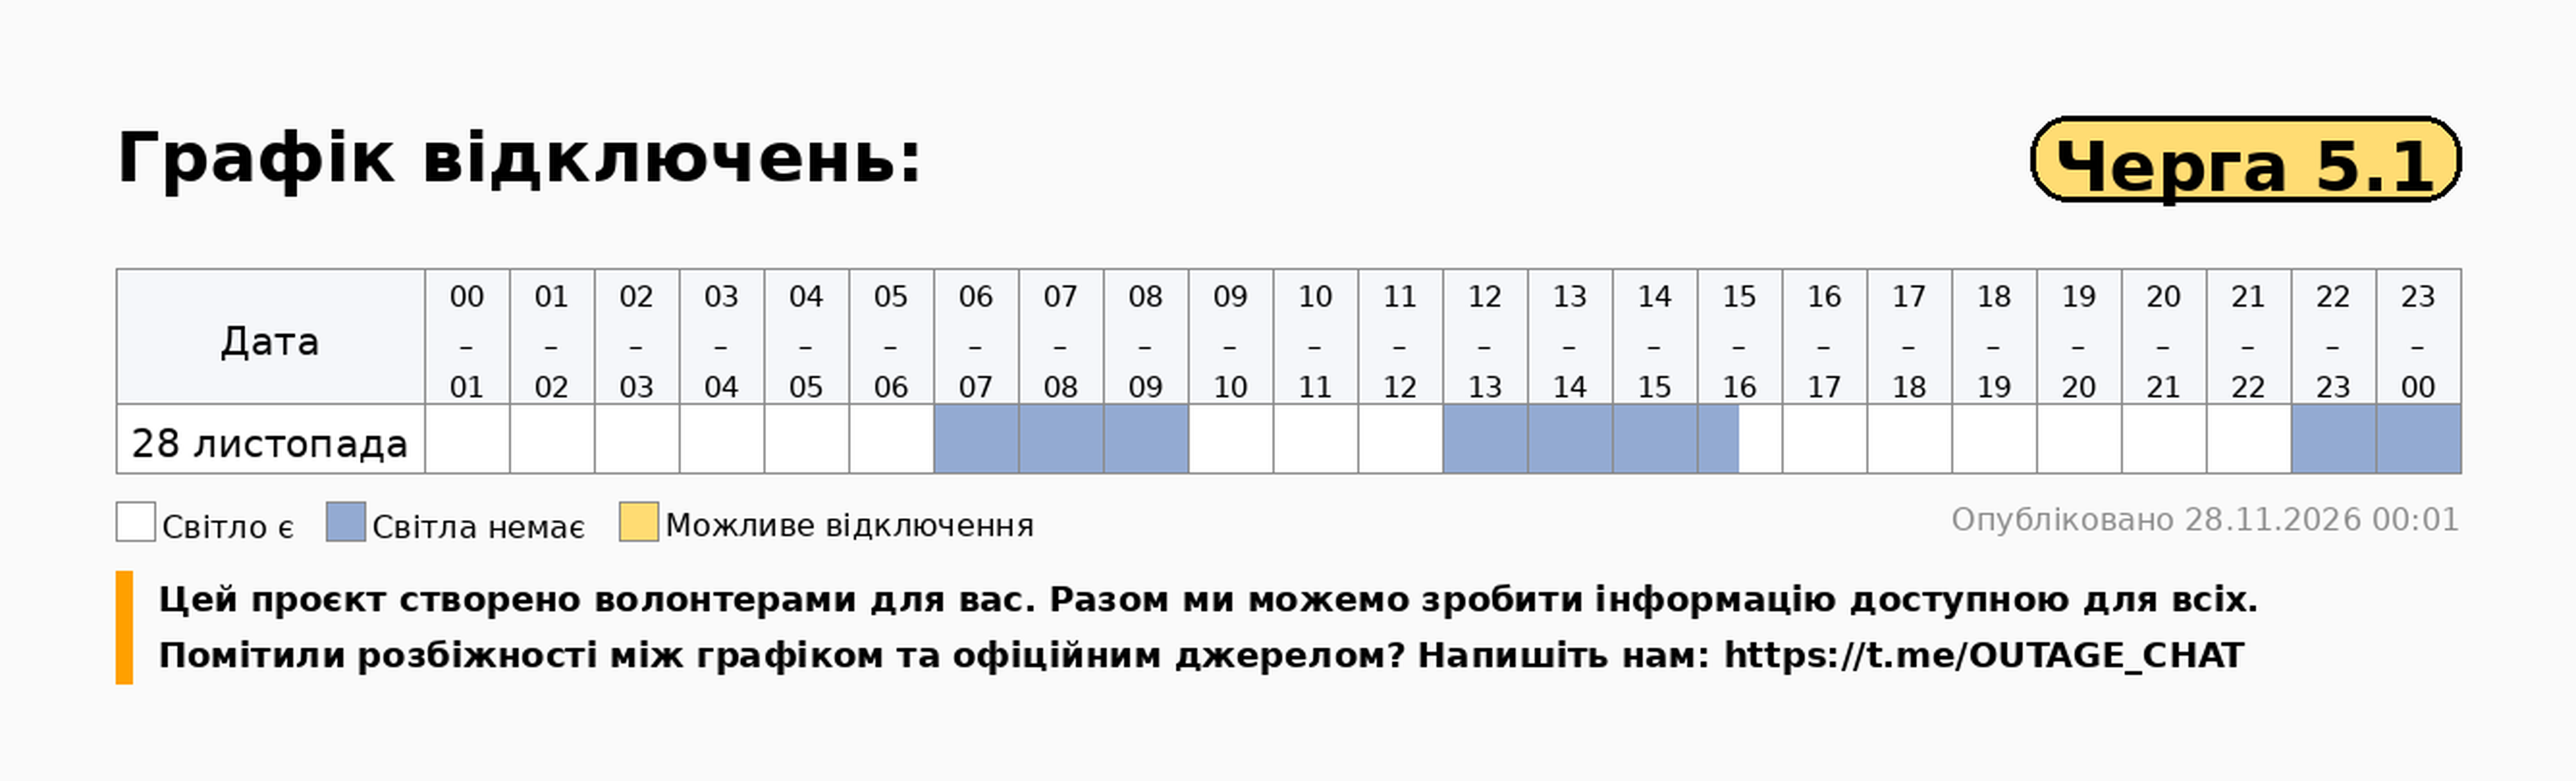 Графік відключень:
Черга 5.1
Дата
00 – 01
01 – 02
02 – 03
03 – 04
04 – 05
05 – 06
06 – 07
07 – 08
08 – 09
09 – 10
10 – 11
11 – 12
12 – 13
13 – 14
14 – 15
15 – 16
16 – 17
17 – 18
18 – 19
19 – 20
20 – 21
21 – 22
22 – 23
23 – 00
28 листопада
Світло є
Світла немає
Можливе відключення
Опубліковано 28.11.2026 00:01
Цей проєкт створено волонтерами для вас. Разом ми можемо зробити інформацію доступною для всіх.
Помітили розбіжності між графіком та офіційним джерелом? Напишіть нам: https://t.me/OUTAGE_CHAT